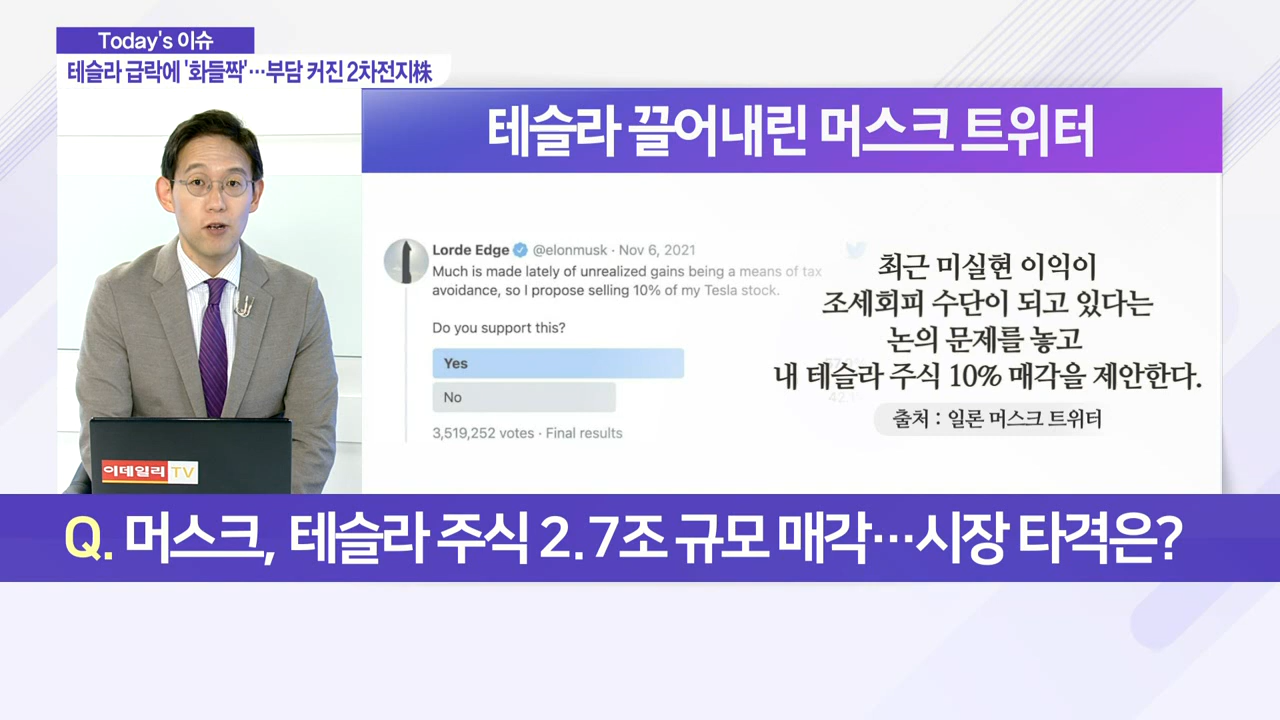 Today's 이슈
테슬라 급락에 '화들짝'…부담 커진 2차전지株
테슬라 끌어내린 머스크 트위터
Lorde Edge @elonmusk · Nov 6, 2021
Much is made lately of unrealized gains being a means of tax
avoidance, so I propose selling 10% of my Tesla stock.
Do you support this?
Yes
No
3,519,252 votes · Final results
최근 미실현 이익이
조세회피 수단이 되고 있다는
논의 문제를 놓고
내 테슬라 주식 10% 매각을 제안한다.
출처 : 일론 머스크 트위터
이데일리 TV
Q. 머스크, 테슬라 주식 2.7조 규모 매각…시장 타격은?